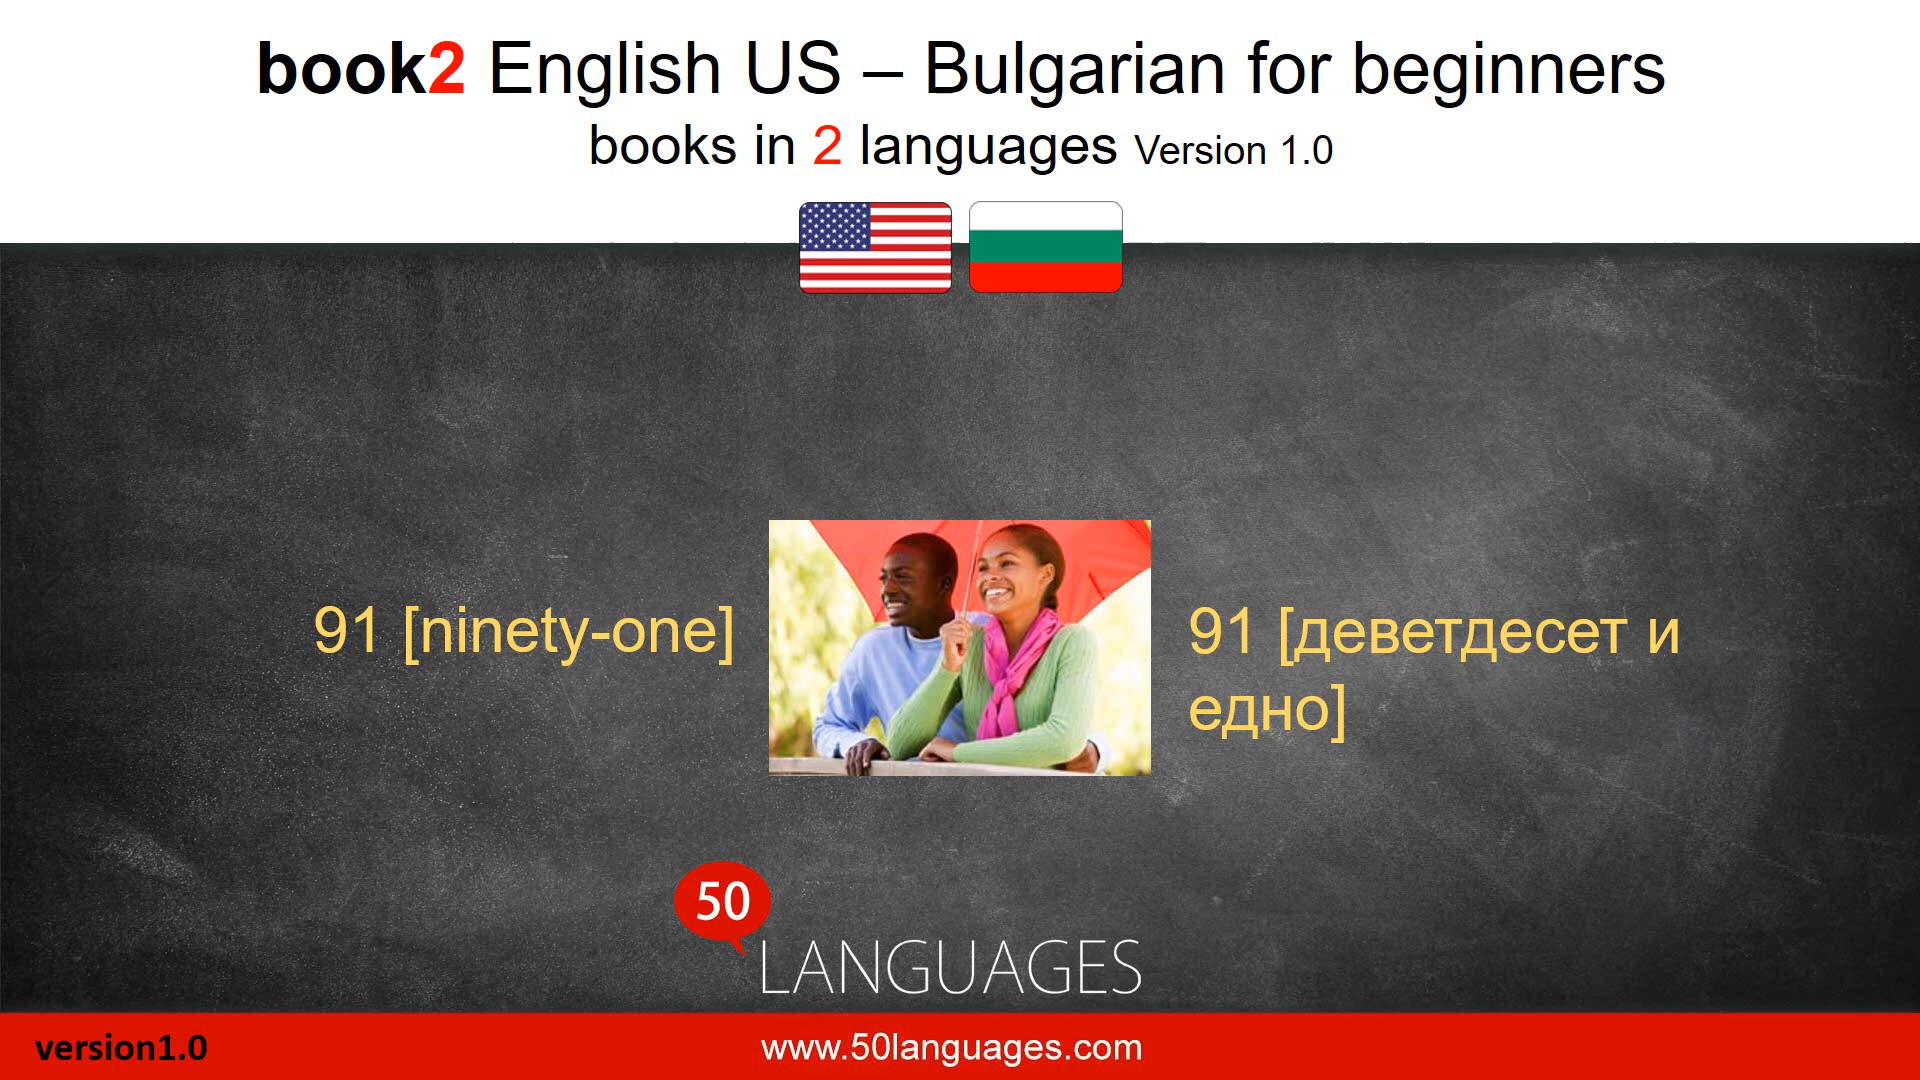 book2 English US – Bulgarian for beginners
books in 2 languages Version 1.0
91 [ninety-one]
91 [деветдесет и
едно]
50
LANGUAGES
version1.0
www.50languages.com